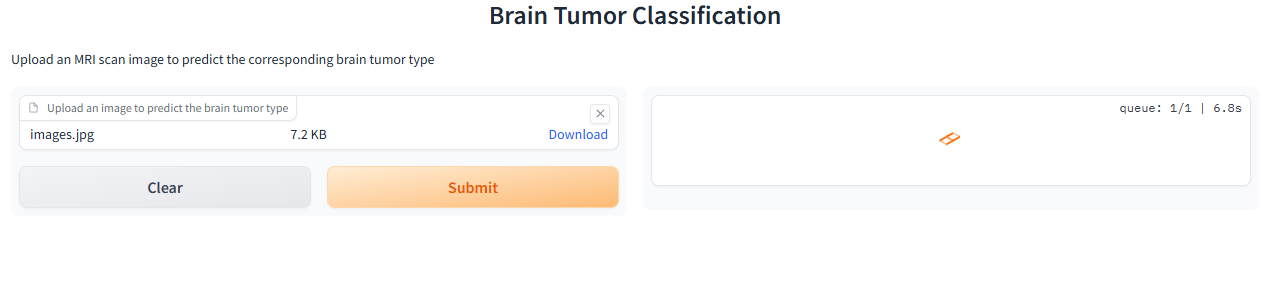 Brain Tumor Classification
Upload an MRI scan image to predict the corresponding brain tumor type
Upload an image to predict the brain tumor type
images.jpg 7.2 KB Download
Clear Submit
queue: 1/1 | 6.8s